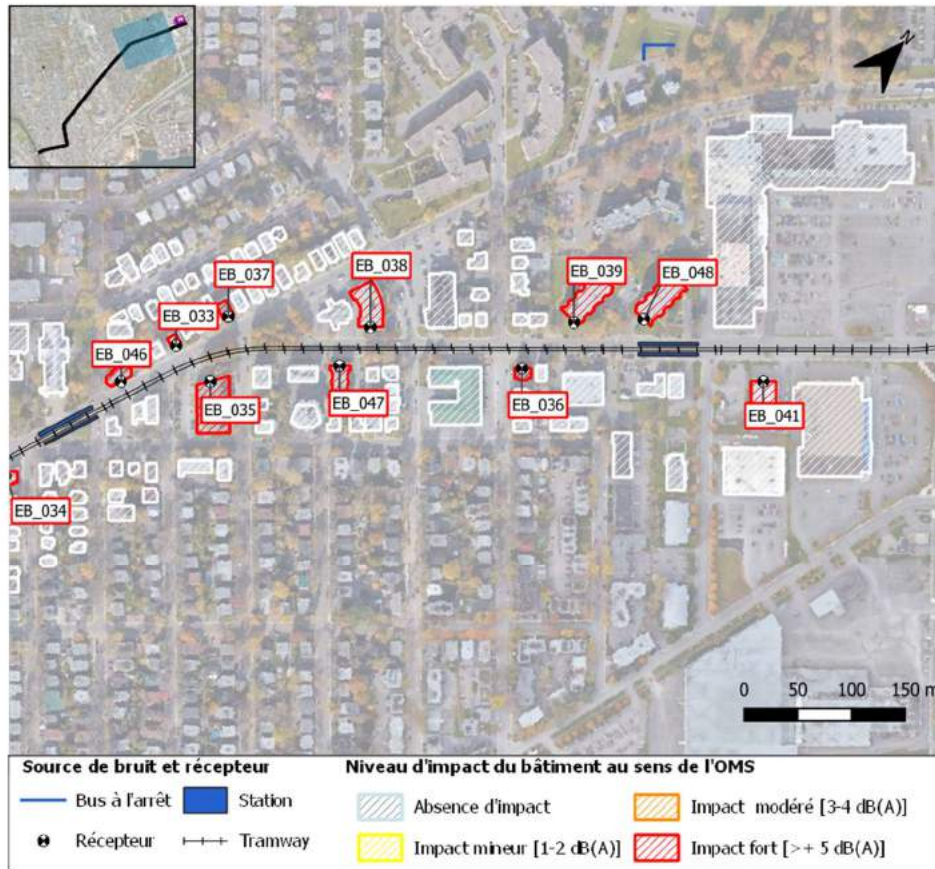 N
EB_037
EB_038
EB_039
EB_048
EB_033
EB_046
EB_035
EB_047
EB_036
EB_041
EB_034
0 50 100 150 m
Source de bruit et récepteur
Niveau d'impact du bâtiment au sens de l'OMS
Bus à l'arrêt Station
Absence d'impact
Impact modéré [3-4 dB(A)]
Récepteur Tramway
Impact mineur [1-2 dB(A)]
Impact fort [>+ 5 dB(A)]